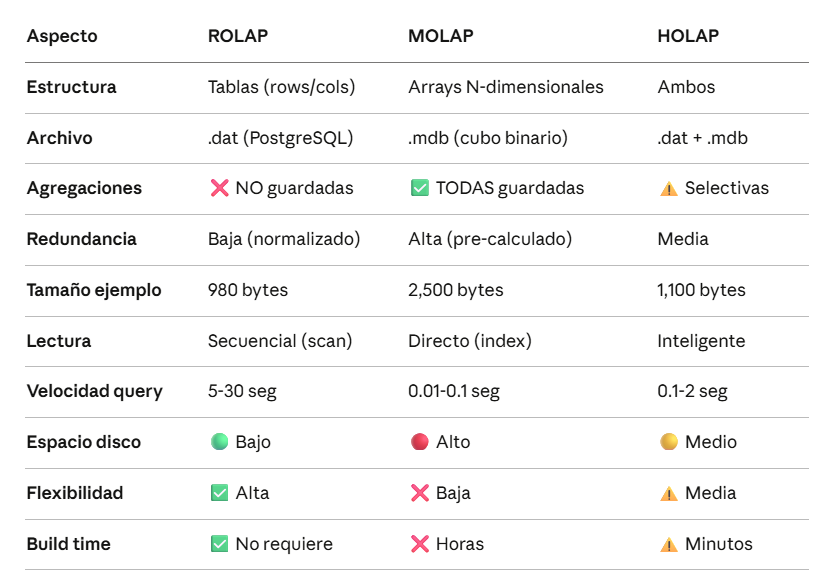 Aspecto ROLAP MOLAP HOLAP
Estructura Tablas (rows/cols) Arrays N-dimensionales Ambos
Archivo .dat (PostgreSQL) .mdb (cubo binario) .dat + .mdb
Agregaciones ❌ NO guardadas ✅ TODAS guardadas ⚠️ Selectivas
Redundancia Baja (normalizado) Alta (pre-calculado) Media
Tamaño ejemplo 980 bytes 2,500 bytes 1,100 bytes
Lectura Secuencial (scan) Directo (index) Inteligente
Velocidad query 5-30 seg 0.01-0.1 seg 0.1-2 seg
Espacio disco 🟢 Bajo 🔴 Alto 🟡 Medio
Flexibilidad ✅ Alta ❌ Baja ⚠️ Media
Build time ✅ No requiere ❌ Horas ⚠️ Minutos